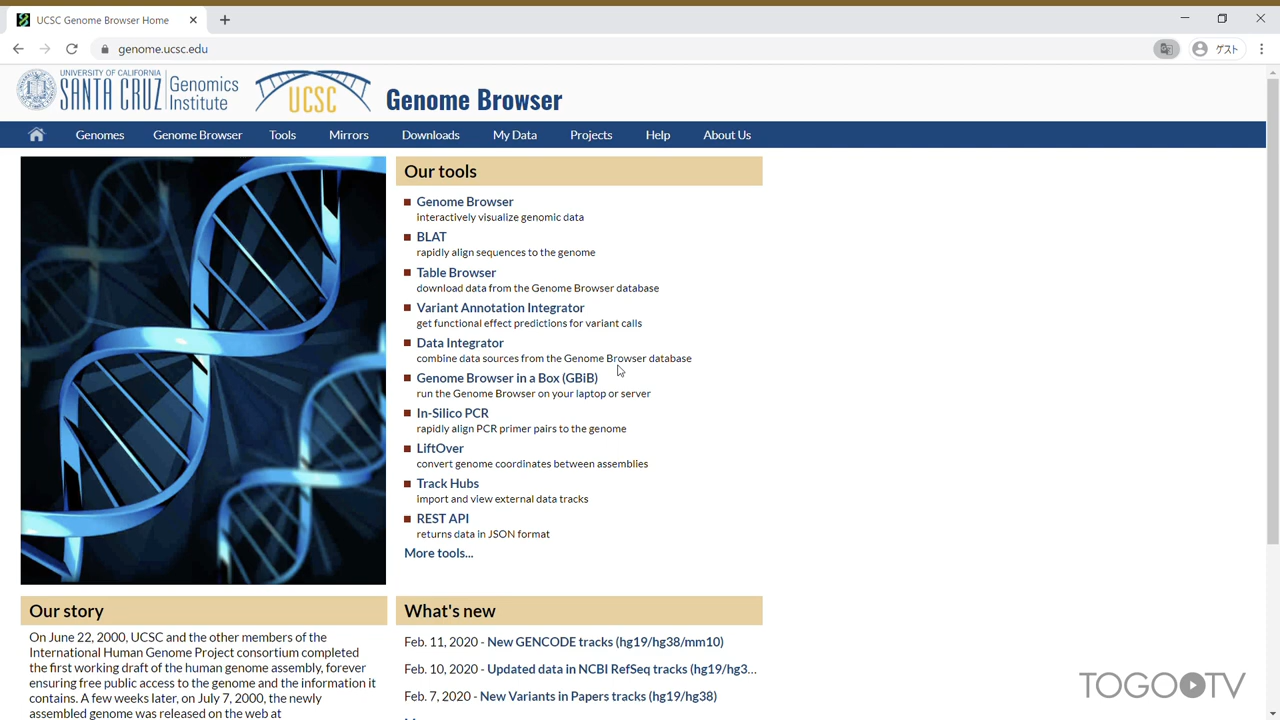 UCSC Genome Browser Home
genome.ucsc.edu
ゲスト
UNIVERSITY OF CALIFORNIA
SANTA CRUZ
Genomics
Institute
UCSC
Genome Browser
Genomes
Genome Browser
Tools
Mirrors
Downloads
My Data
Projects
Help
About Us
Our tools
Genome Browser
interactively visualize genomic data
BLAT
rapidly align sequences to the genome
Table Browser
download data from the Genome Browser database
Variant Annotation Integrator
get functional effect predictions for variant calls
Data Integrator
combine data sources from the Genome Browser database
Genome Browser in a Box (GBiB)
run the Genome Browser on your laptop or server
In-Silico PCR
rapidly align PCR primer pairs to the genome
LiftOver
convert genome coordinates between assemblies
Track Hubs
import and view external data tracks
REST API
returns data in JSON format
More tools...
Our story
On June 22, 2000, UCSC and the other members of the
International Human Genome Project consortium completed
the first working draft of the human genome assembly, forever
ensuring free public access to the genome and the information it
contains. A few weeks later, on July 7, 2000, the newly
assembled genome was released on the web at
What's new
Feb. 11, 2020 - New GENCODE tracks (hg19/hg38/mm10)
Feb. 10, 2020 - Updated data in NCBI RefSeq tracks (hg19/hg3...
Feb. 7, 2020 - New Variants in Papers tracks (hg19/hg38)
TOGOTV